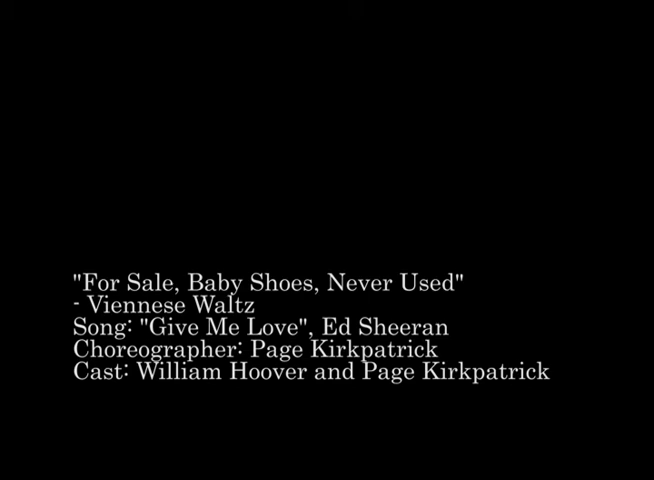 "For Sale, Baby Shoes, Never Used"
- Viennese Waltz
Song: "Give Me Love", Ed Sheeran
Choreographer: Page Kirkpatrick
Cast: William Hoover and Page Kirkpatrick